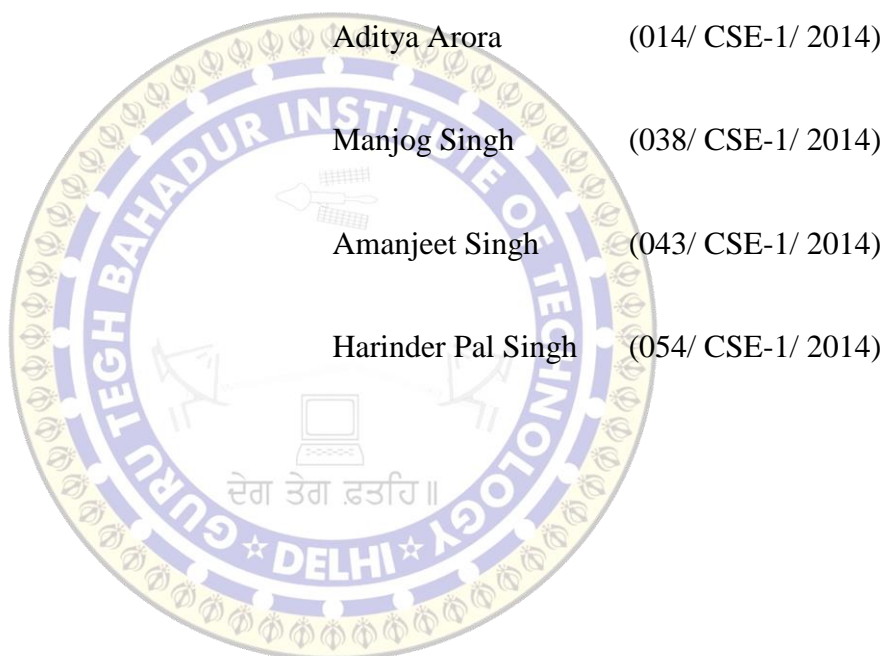 Aditya Arora (014/ CSE-1/ 2014)
Manjog Singh (038/ CSE-1/ 2014)
Amanjeet Singh (043/ CSE-1/ 2014)
Harinder Pal Singh (054/ CSE-1/ 2014)
GURU TEGH BAHADUR INSTITUTE OF TECHNOLOGY
ਦੇਗ ਤੇਗ ਫ਼ਤਹਿ॥
☆ DELHI ☆